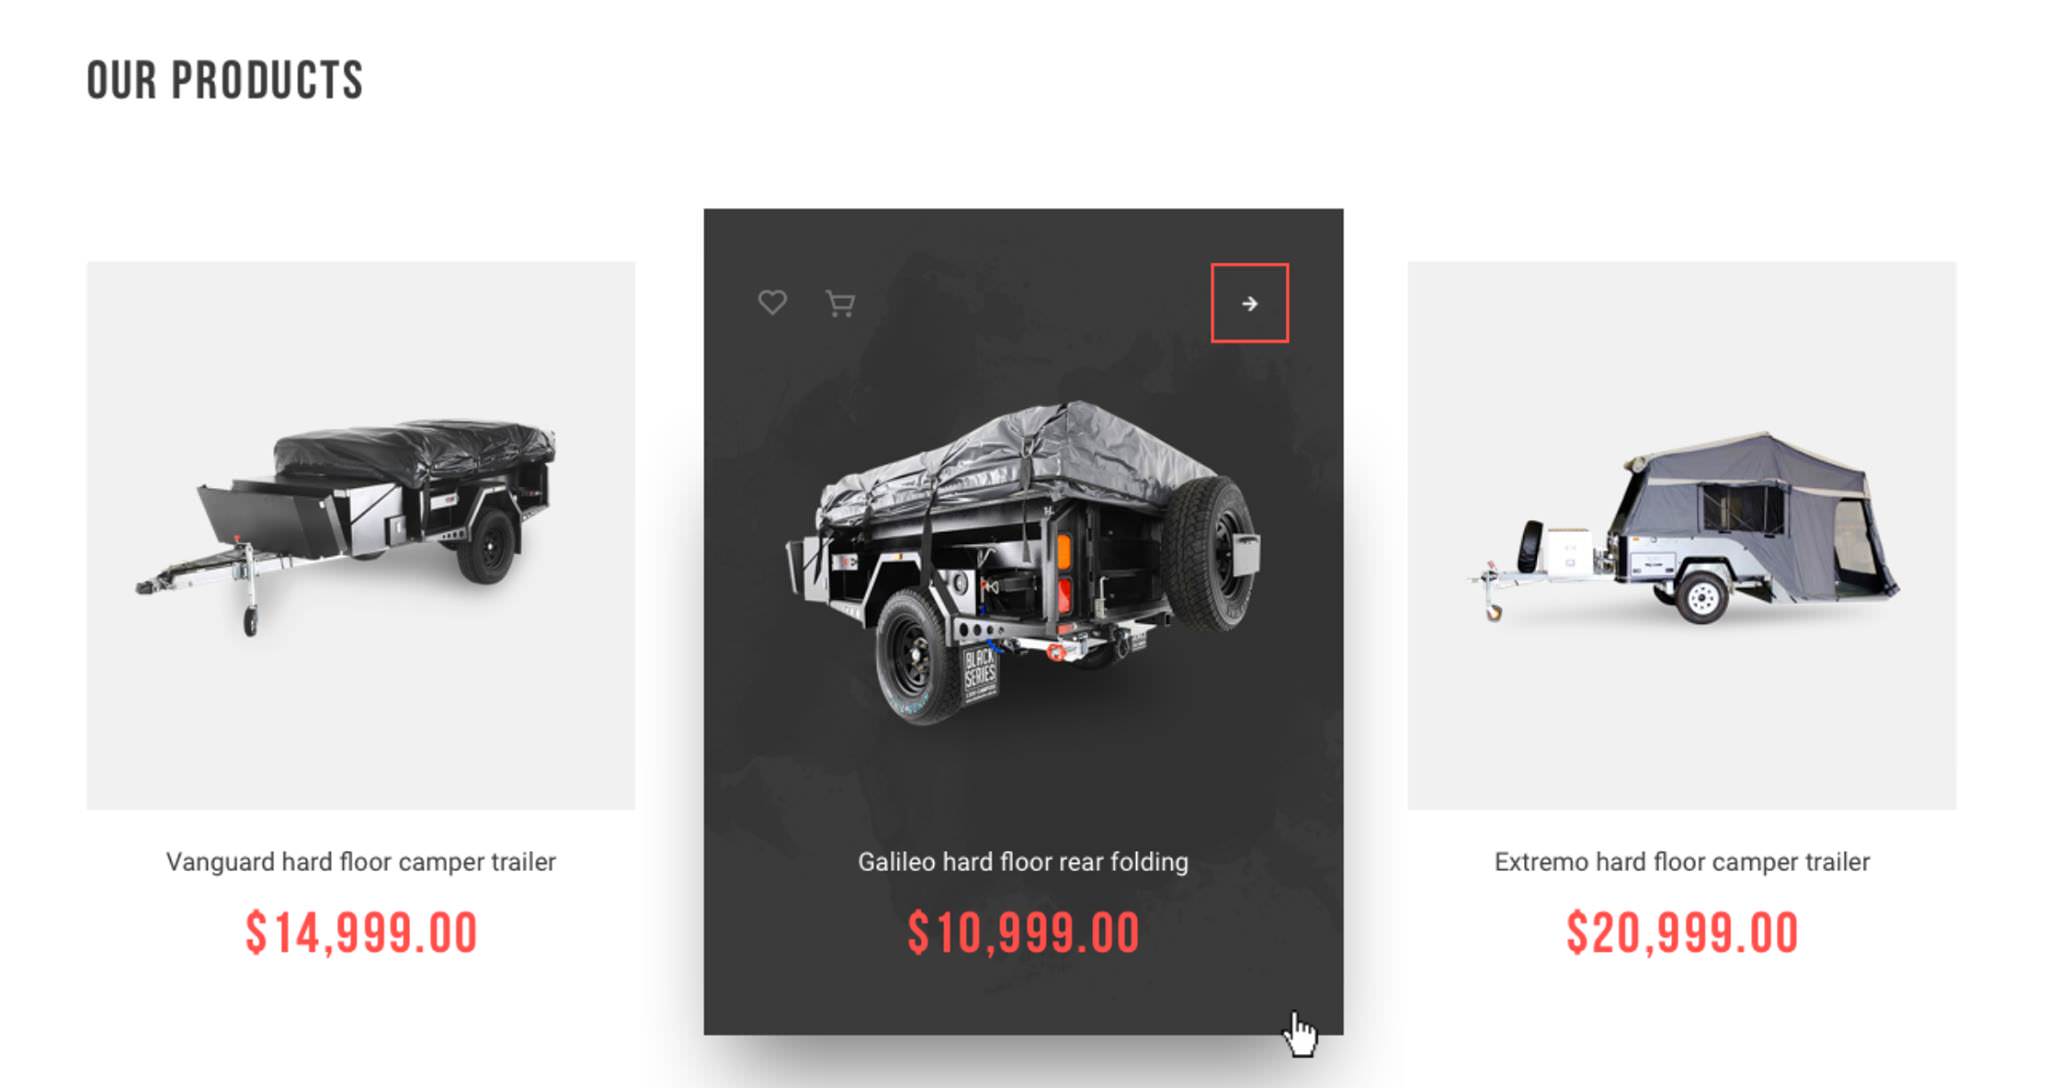 OUR PRODUCTS
BLACK
SERIES
Vanguard hard floor camper trailer
$14,999.00
Galileo hard floor rear folding
$10,999.00
Extremo hard floor camper trailer
$20,999.00